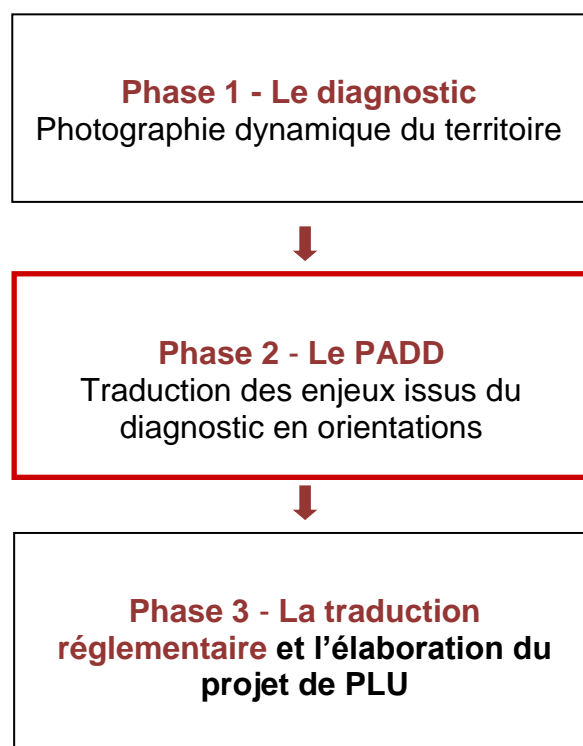 Phase 1 - Le diagnostic
Photographie dynamique du territoire
Phase 2 - Le PADD
Traduction des enjeux issus du
diagnostic en orientations
Phase 3 - La traduction
réglementaire et l’élaboration du
projet de PLU